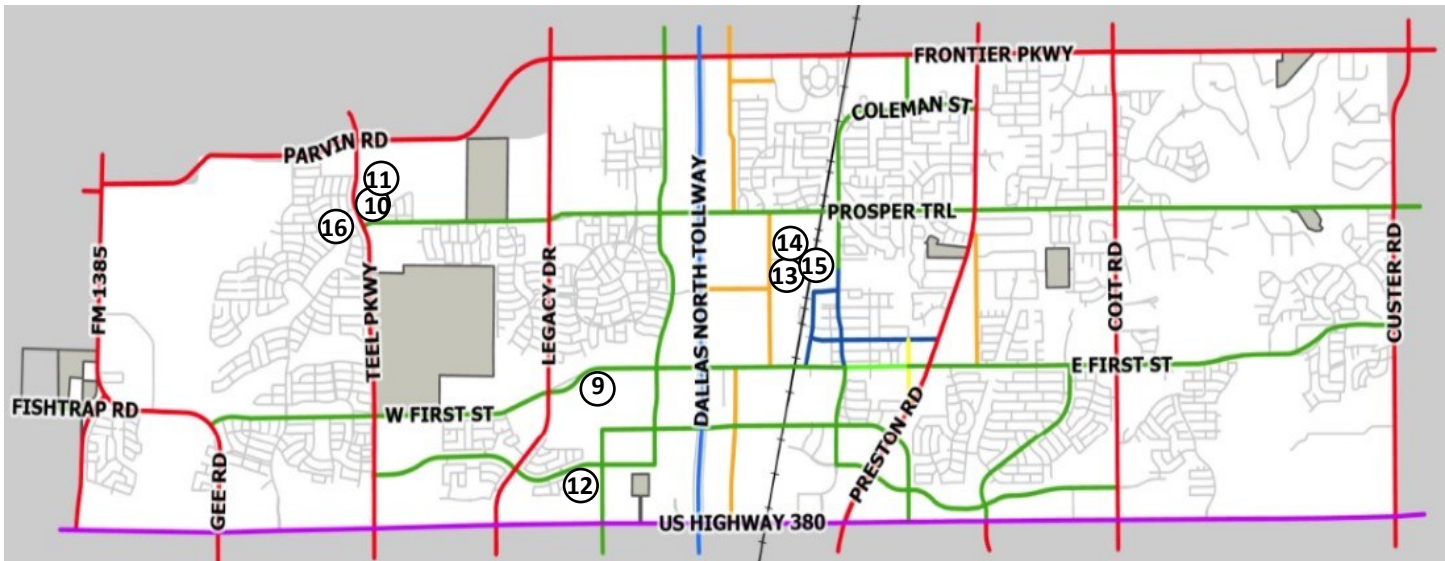 FRONTIER PKWY
COLEMAN ST
PARVIN RD
11
10
16
PROSPER TRL
14
15
13
FM 1385
TEEL PKWY
LEGACY DR
DALLAS NORTH TOLLWAY
COIT RD
CUSTER RD
E FIRST ST
9
FISHTRAP RD
W FIRST ST
PRESTON RD
GEE RD
12
US HIGHWAY 380